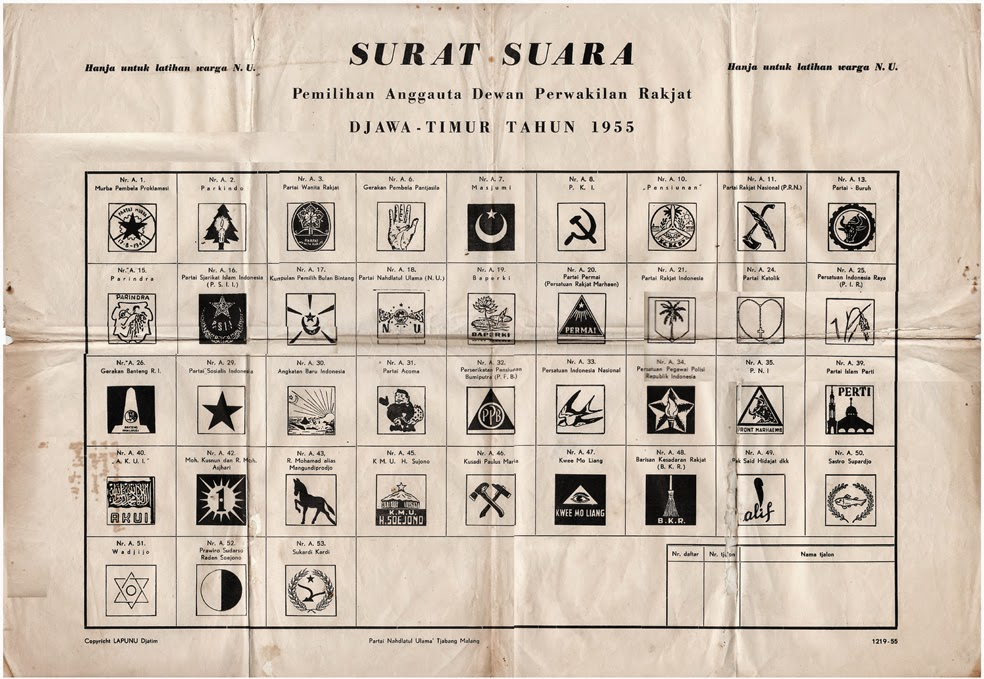 Hanja untuk latihan warga N. U.
SURAT SUARA
Hanja untuk latihan warga N. U.
Pemilihan Anggauta Dewan Perwakilan Rakjat
DJAWA - TIMUR TAHUN 1955
Nr. A. 1.
Murba Pembela Proklamasi
PARTAI MURBA
17-8-1945
Nr. A. 2.
Parkindo
Nr. A. 3.
Partai Wanita Rakjat
PARTAI
Nr. A. 6.
Gerakan Pembela Pantjasila
Nr. A. 7.
Masjumi
Nr. A. 8.
P. K. I.
Nr. A. 10.
„Pensiunan"
Nr. A. 11.
Partai Rakjat Nasional (P.R.N.)
Nr. A. 13.
Partai - Buruh
Nr. A. 15.
Parindra
PARINDRA
Nr. A. 16.
Partai Sjarikat Islam Indonesia
(P. S. I. I.)
PSII
Nr. A. 17.
Kumpulan Pemilih Bulan Bintang
Nr. A. 18.
Partai Nahdlatul Ulama (N. U.)
N U
Nr. A. 19.
Baperki
BAPERKI
Nr. A. 20.
Partai Permai
(Persatuan Rakjat Marhaen)
PERMAI
Nr. A. 21.
Partai Rakjat Indonesia
Nr. A. 24.
Partai Katolik
Nr. A. 25.
Persatuan Indonesia Raya
(P. I. R.)
Nr. A. 26.
Gerakan Banteng R. I.
Nr. A. 29.
Partai Sosialis Indonesia
Nr. A. 30.
Angkatan Baru Indonesia
Nr. A. 31.
Partai Acoma
Nr. A. 32.
Perserikatan Pensiunan
Bumiputra (P. P. B.)
PPB
Nr. A. 33.
Persatuan Indonesia Nasional
Nr. A. 34.
Persatuan Pegawai Polisi
Republik Indonesia
Nr. A. 35.
P. N. I
FRONT MARHAENIS
Nr. A. 39.
Partai Islam Perti
PERTI
Nr. A. 40.
„A. K. U. I."
AKUI
Nr. A. 42.
Moh. Kusnun dan R. Moh.
Asjhari
1
Nr. A. 43.
R. Mohamad alias
Mangundiprodjo
Nr. A. 45.
K M. U. H. Sujono
K.M.U.
H. SOEJONO
Nr. A. 46.
Kusadi Paulus Maria
Nr. A. 47.
Kwee Mo Liang
KWEE MO LIANG
Nr. A. 48.
Barisan Kesadaran Rakjat
(B. K. R.)
B.K.R.
Nr. A. 49.
Said Hidajat dkk
alif
Nr. A. 50.
Sastro Supardjo
Nr. A. 51.
Wadjijo
Nr. A. 52.
Prawiro Sudarso
Raden Soejono
Nr. A. 53.
Sukardi Kardi
Nr. daftar
Nr. tjalon
Nama tjalon
Copyricht LAPUNU Djatim
Partai Nahdlatul Ulama' Tjabang Malang
1219-55